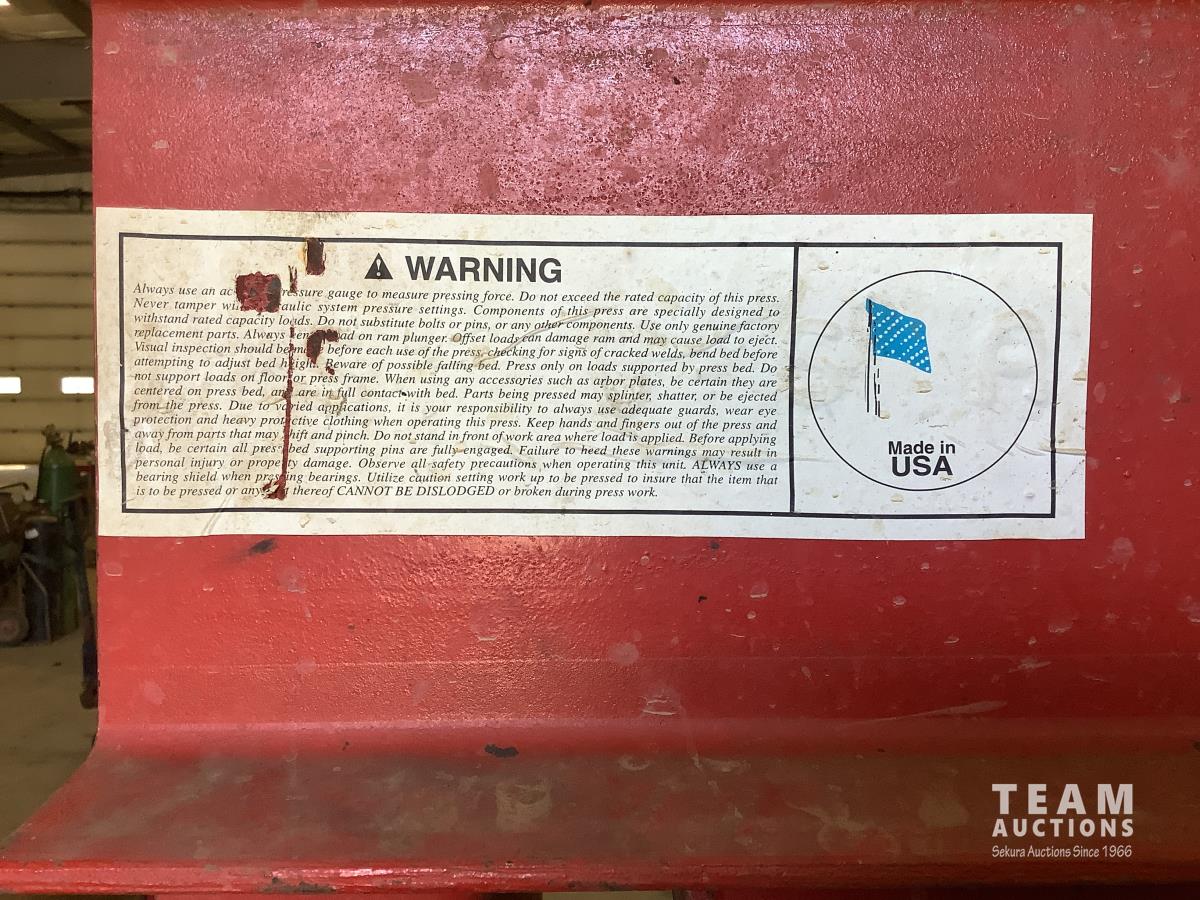 WARNING
Always use an ac ressure gauge to measure pressing force. Do not exceed the rated capacity of this press.
Never tamper wi raulic system pressure settings. Components of this press are specially designed to
withstand rated capacity loads. Do not substitute bolts or pins, or any other components. Use only genuine factory
replacement parts. Always ad on ram plunger. Offset loads can damage ram and may cause load to eject.
Visual inspection should be before each use of the press, checking for signs of cracked welds, bend bed before
attempting to adjust bed height. Beware of possible falling bed. Press only on loads supported by press bed. Do
not support loads on floor or press frame. When using any accessories such as arbor plates, be certain they are
centered on press bed, and are in full contact with bed. Parts being pressed may splinter, shatter, or be ejected
from the press. Due to varied applications, it is your responsibility to always use adequate guards, wear eye
protection and heavy protective clothing when operating this press. Keep hands and fingers out of the press and
away from parts that may shift and pinch. Do not stand in front of work area where load is applied. Before applying
load, be certain all press bed supporting pins are fully engaged. Failure to heed these warnings may result in
personal injury or property damage. Observe all safety precautions when operating this unit. ALWAYS use a
bearing shield when pressing bearings. Utilize caution setting work up to be pressed to insure that the item that
is to be pressed or any thereof CANNOT BE DISLODGED or broken during press work.
Made in
USA
TEAM
AUCTIONS
Sekura Auctions Since 1966